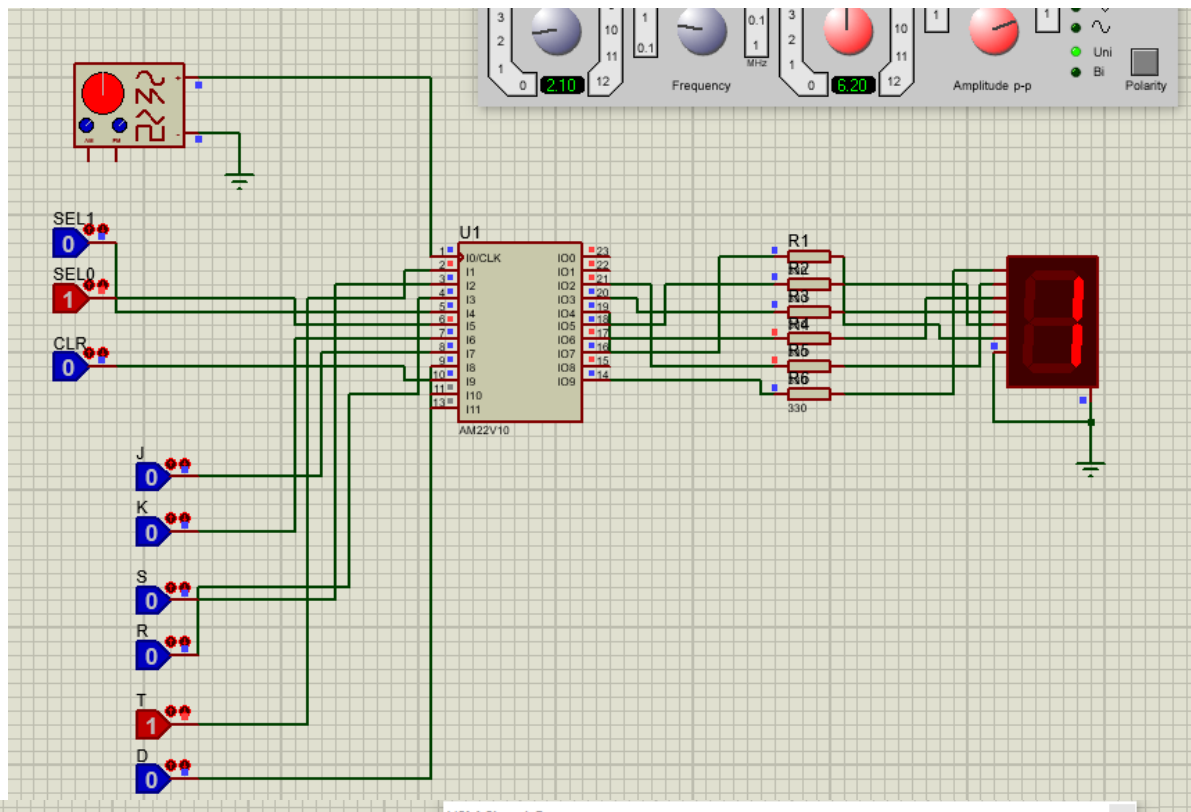 3 10 1 0.1 3 10 1 1
2 0.1 1 2
1 11 MHz 1 11 Uni
0 2.10 12 Frequency 0 6.20 12 Amplitude p-p Bi Polarity
+
-
AM FM
SEL1
0
SEL0
1
CLR
0
U1
1 I0/CLK IO0 23
2 I1 IO1 22
3 I2 IO2 21
4 I3 IO3 20
5 I4 IO4 19
6 I5 IO5 18
7 I6 IO6 17
8 I7 IO7 16
9 I8 IO8 15
10 I9 IO9 14
11 I10
13 I11
AM22V10
R1
R2
R3
R4
R5
R6
330
1
J
0
K
0
S
0
R
0
T
1
D
0